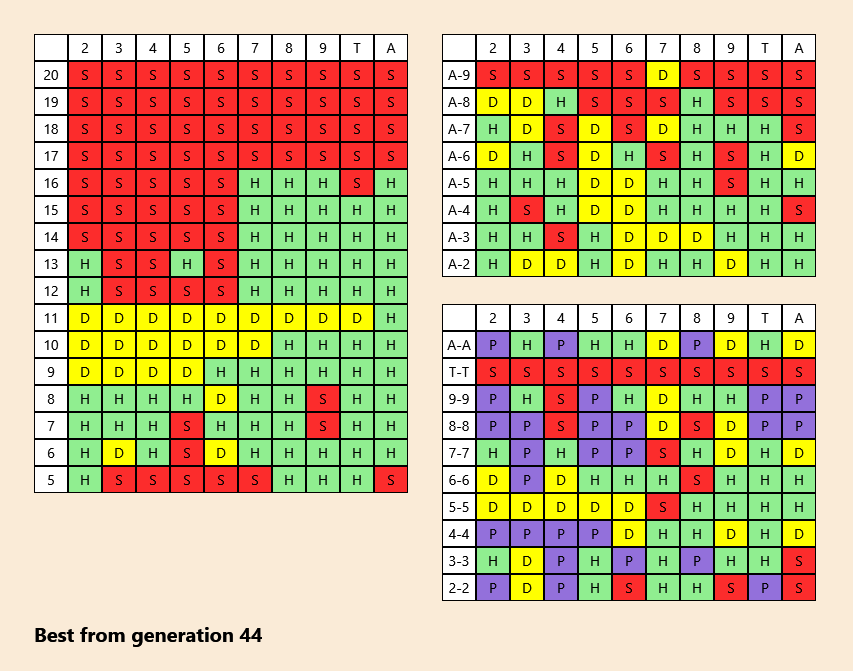 2 3 4 5 6 7 8 9 T A
20 S S S S S S S S S S
19 S S S S S S S S S S
18 S S S S S S S S S S
17 S S S S S S S S S S
16 S S S S S H H H S H
15 S S S S S H H H H H
14 S S S S S H H H H H
13 H S S H S H H H H H
12 H S S S S H H H H H
11 D D D D D D D D D H
10 D D D D D D H H H H
9 D D D D H H H H H H
8 H H H H D H H S H H
7 H H H S H H H S H H
6 H D H S D H H H H H
5 H S S S S S H H H S
2 3 4 5 6 7 8 9 T A
A-9 S S S S S D S S S S
A-8 D D H S S S H S S S
A-7 H D S D S D H H H S
A-6 D H S D H S H S H D
A-5 H H H D D H H S H H
A-4 H S H D D H H H H S
A-3 H H S H D D D H H H
A-2 H D D H D H H D H H
2 3 4 5 6 7 8 9 T A
A-A P H P H H D P D H D
T-T S S S S S S S S S S
9-9 P H S P H D H H P P
8-8 P P S P P D S D P P
7-7 H P H P P S H D H D
6-6 D P D H H H S H H H
5-5 D D D D D S H H H H
4-4 P P P P D H H D H D
3-3 H D P H P H P H H S
2-2 P D P H S H H S P S
Best from generation 44